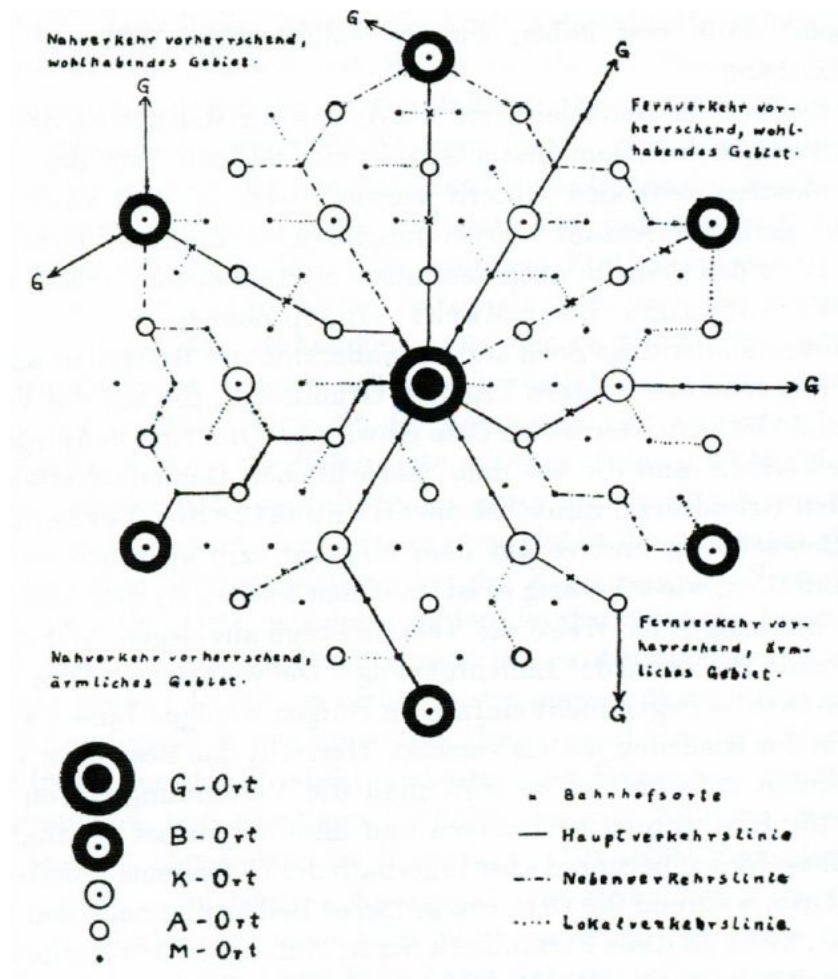 G
Nahverkehr vorherrschend,
wohlhabendes Gebiet.
G
G
Fernverkehr vor-
herrschend, wohl-
habendes Gebiet.
G
G
Nahverkehr vorherrschend,
ärmliches Gebiet.
Fernverkehr vor-
herrschend, ärm-
liches Gebiet.
G
G-Ort
B-Ort
K-Ort
A-Ort
M-Ort
Bahnhofsorte
Hauptverkehrslinie
Nebenverkehrslinie
Lokalverkehrslinie